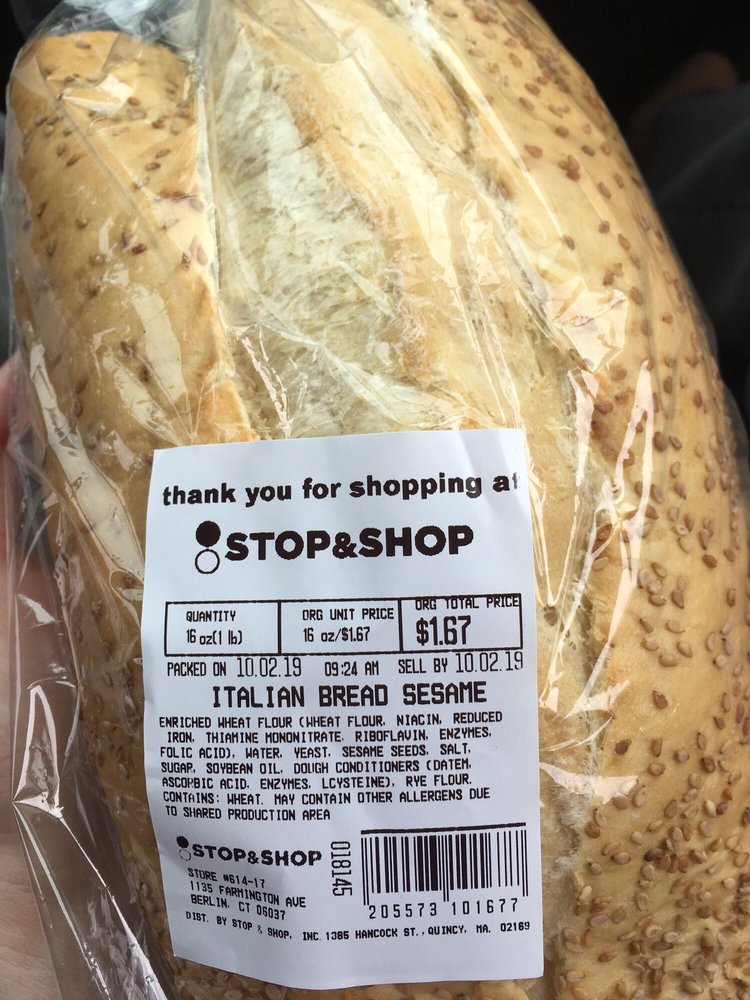 thank you for shopping at
STOP&SHOP
QUANTITY ORG UNIT PRICE ORG TOTAL PRICE
16 oz(1 lb) 16 oz/$1.67 $1.67
PACKED ON 10.02.19 09:24 AM SELL BY 10.02.19
ITALIAN BREAD SESAME
ENRICHED WHEAT FLOUR (WHEAT FLOUR, NIACIN, REDUCED
IRON, THIAMINE MONONITRATE, RIBOFLAVIN, ENZYMES,
FOLIC ACID), WATER, YEAST, SESAME SEEDS, SALT,
SUGAR, SOYBEAN OIL, DOUGH CONDITIONERS (DATEM,
ASCORBIC ACID, ENZYMES, LCYSTEINE), RYE FLOUR.
CONTAINS: WHEAT. MAY CONTAIN OTHER ALLERGENS DUE
TO SHARED PRODUCTION AREA
STOP&SHOP
STORE #614-17
1135 FARMINGTON AVE
BERLIN, CT 06037
018145
205573 101677
DIST. BY STOP & SHOP, INC. 1385 HANCOCK ST., QUINCY, MA. 02169